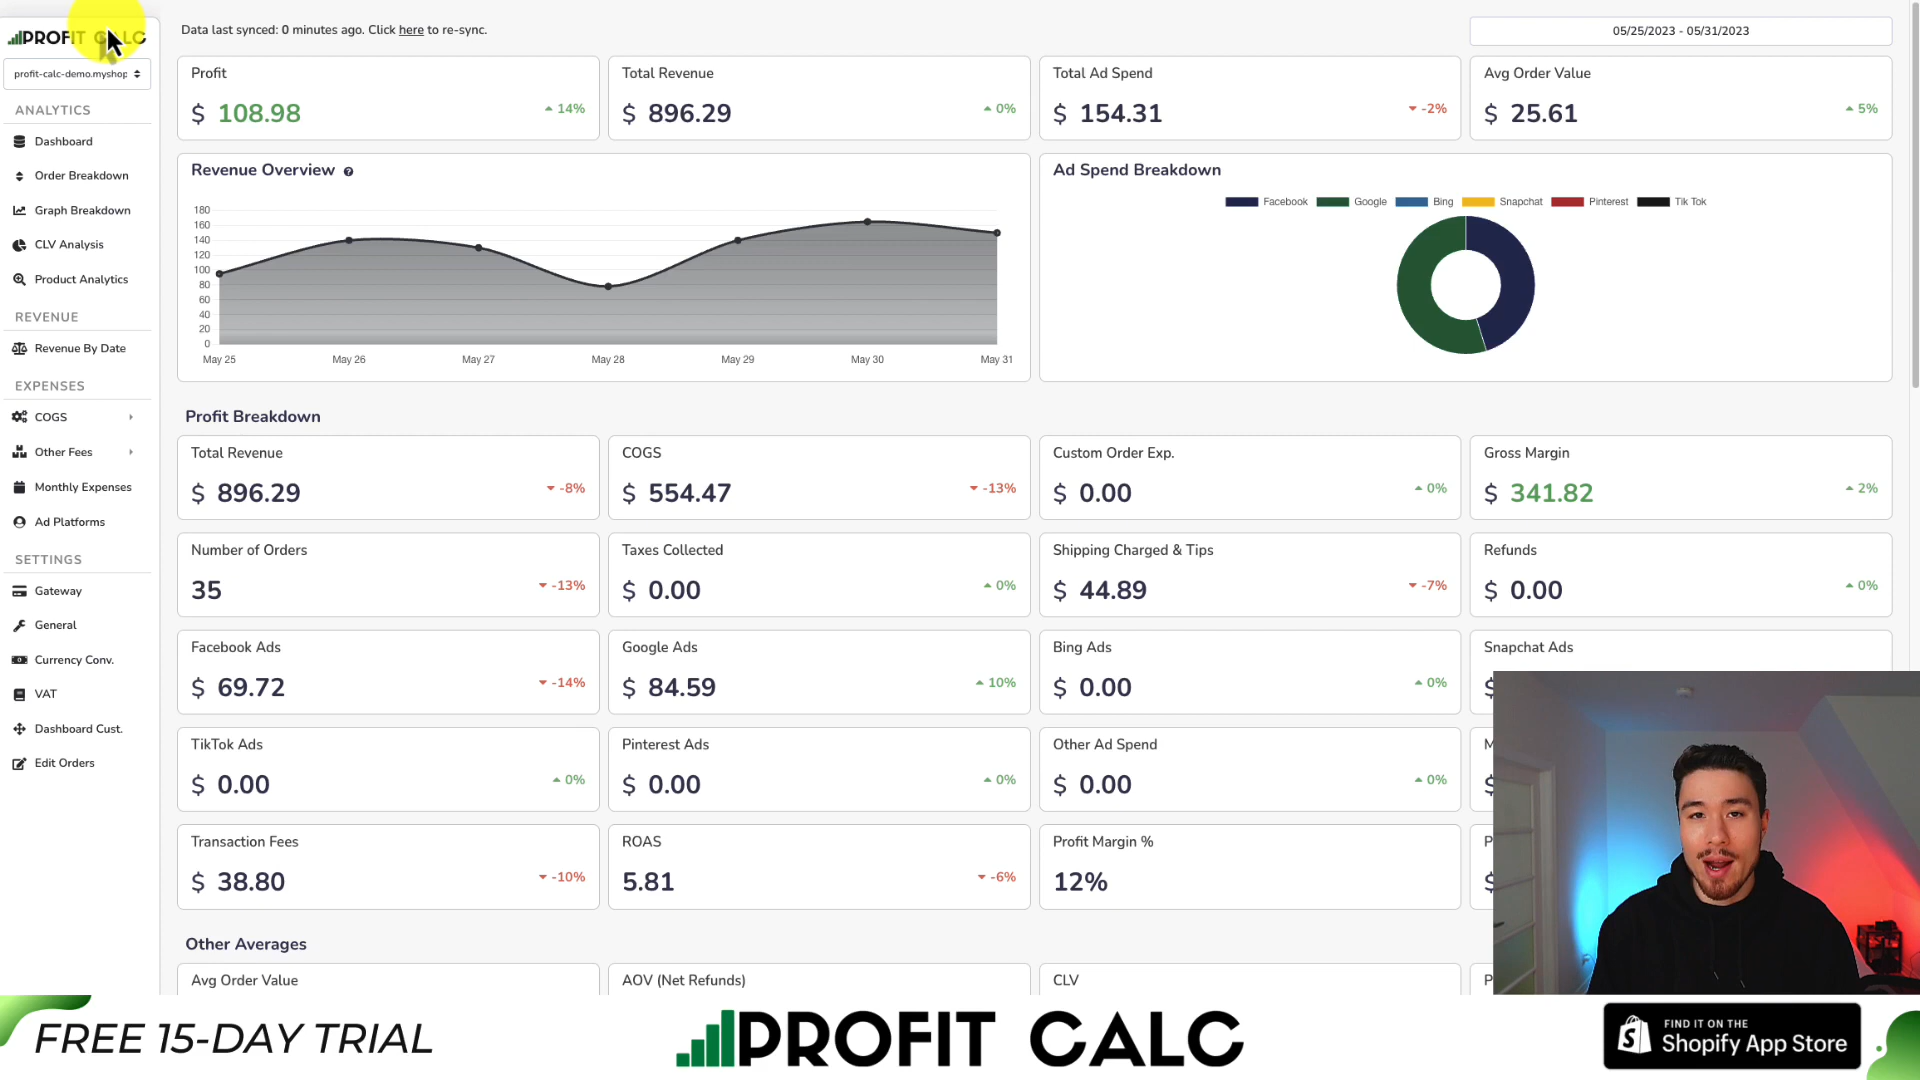 PROFIT CALC
Data last synced: 0 minutes ago. Click here to re-sync.
05/25/2023 - 05/31/2023
profit-calc-demo.myshop
ANALYTICS
Dashboard
Order Breakdown
Graph Breakdown
CLV Analysis
Product Analytics
REVENUE
Revenue By Date
EXPENSES
COGS
Other Fees
Monthly Expenses
Ad Platforms
SETTINGS
Gateway
General
Currency Conv.
VAT
Dashboard Cust.
Edit Orders
Profit
$ 108.98 14%
Total Revenue
$ 896.29 0%
Total Ad Spend
$ 154.31 -2%
Avg Order Value
$ 25.61 5%
Revenue Overview ?
180
160
140
120
100
80
60
40
20
0
May 25 May 26 May 27 May 28 May 29 May 30 May 31
Ad Spend Breakdown
Facebook Google Bing Snapchat Pinterest Tik Tok
Profit Breakdown
Total Revenue
$ 896.29 -8%
COGS
$ 554.47 -13%
Custom Order Exp.
$ 0.00 0%
Gross Margin
$ 341.82 2%
Number of Orders
35 -13%
Taxes Collected
$ 0.00 0%
Shipping Charged & Tips
$ 44.89 -7%
Refunds
$ 0.00 0%
Facebook Ads
$ 69.72 -14%
Google Ads
$ 84.59 10%
Bing Ads
$ 0.00 0%
Snapchat Ads
$
TikTok Ads
$ 0.00 0%
Pinterest Ads
$ 0.00 0%
Other Ad Spend
$ 0.00 0%
$
Transaction Fees
$ 38.80 -10%
ROAS
5.81 -6%
Profit Margin %
12%
$
Other Averages
Avg Order Value
AOV (Net Refunds)
CLV
FREE 15-DAY TRIAL
PROFIT CALC
FIND IT ON THE
Shopify App Store